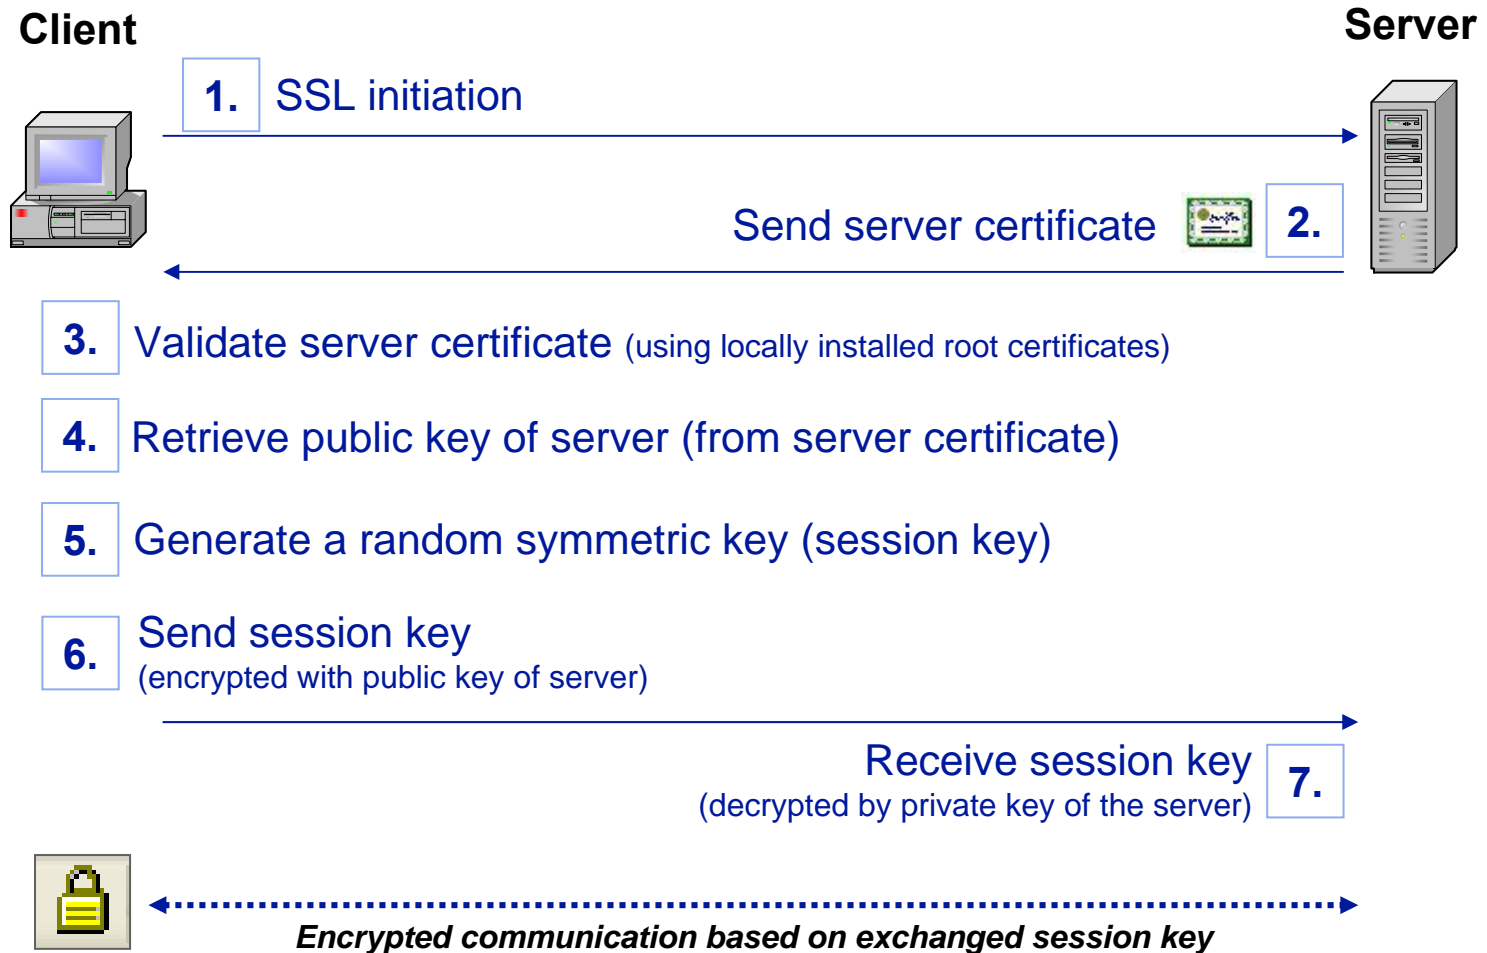 Client
Server
1. SSL initiation
Send server certificate 2.
3. Validate server certificate (using locally installed root certificates)
4. Retrieve public key of server (from server certificate)
5. Generate a random symmetric key (session key)
6. Send session key
(encrypted with public key of server)
Receive session key 7.
(decrypted by private key of the server)
Encrypted communication based on exchanged session key